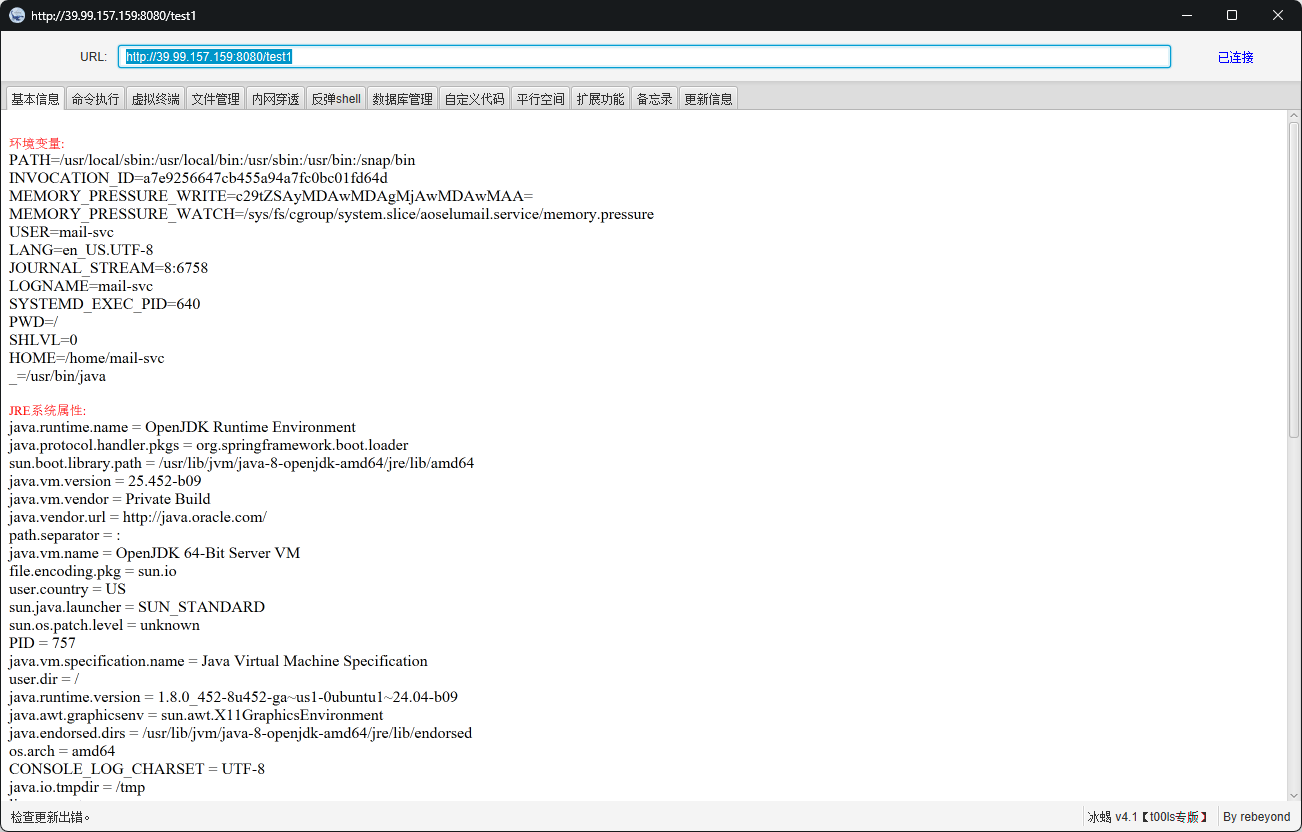 http://39.99.157.159:8080/test1
URL:
http://39.99.157.159:8080/test1
已连接
基本信息 命令执行 虚拟终端 文件管理 内网穿透 反弹shell 数据库管理 自定义代码 平行空间 扩展功能 备忘录 更新信息
环境变量:
PATH=/usr/local/sbin:/usr/local/bin:/usr/sbin:/usr/bin:/snap/bin
INVOCATION_ID=a7e9256647cb455a94a7fc0bc01fd64d
MEMORY_PRESSURE_WRITE=c29tZSAyMDAwMDAgMjAwMDAwMAA=
MEMORY_PRESSURE_WATCH=/sys/fs/cgroup/system.slice/aoselumail.service/memory.pressure
USER=mail-svc
LANG=en_US.UTF-8
JOURNAL_STREAM=8:6758
LOGNAME=mail-svc
SYSTEMD_EXEC_PID=640
PWD=/
SHLVL=0
HOME=/home/mail-svc
_=/usr/bin/java
JRE系统属性:
java.runtime.name = OpenJDK Runtime Environment
java.protocol.handler.pkgs = org.springframework.boot.loader
sun.boot.library.path = /usr/lib/jvm/java-8-openjdk-amd64/jre/lib/amd64
java.vm.version = 25.452-b09
java.vm.vendor = Private Build
java.vendor.url = http://java.oracle.com/
path.separator = :
java.vm.name = OpenJDK 64-Bit Server VM
file.encoding.pkg = sun.io
user.country = US
sun.java.launcher = SUN_STANDARD
sun.os.patch.level = unknown
PID = 757
java.vm.specification.name = Java Virtual Machine Specification
user.dir = /
java.runtime.version = 1.8.0_452-8u452-ga~us1-0ubuntu1~24.04-b09
java.awt.graphicsenv = sun.awt.X11GraphicsEnvironment
java.endorsed.dirs = /usr/lib/jvm/java-8-openjdk-amd64/jre/lib/endorsed
os.arch = amd64
CONSOLE_LOG_CHARSET = UTF-8
java.io.tmpdir = /tmp
检查更新出错。
冰蝎 v4.1【t00ls专版】
By rebeyond